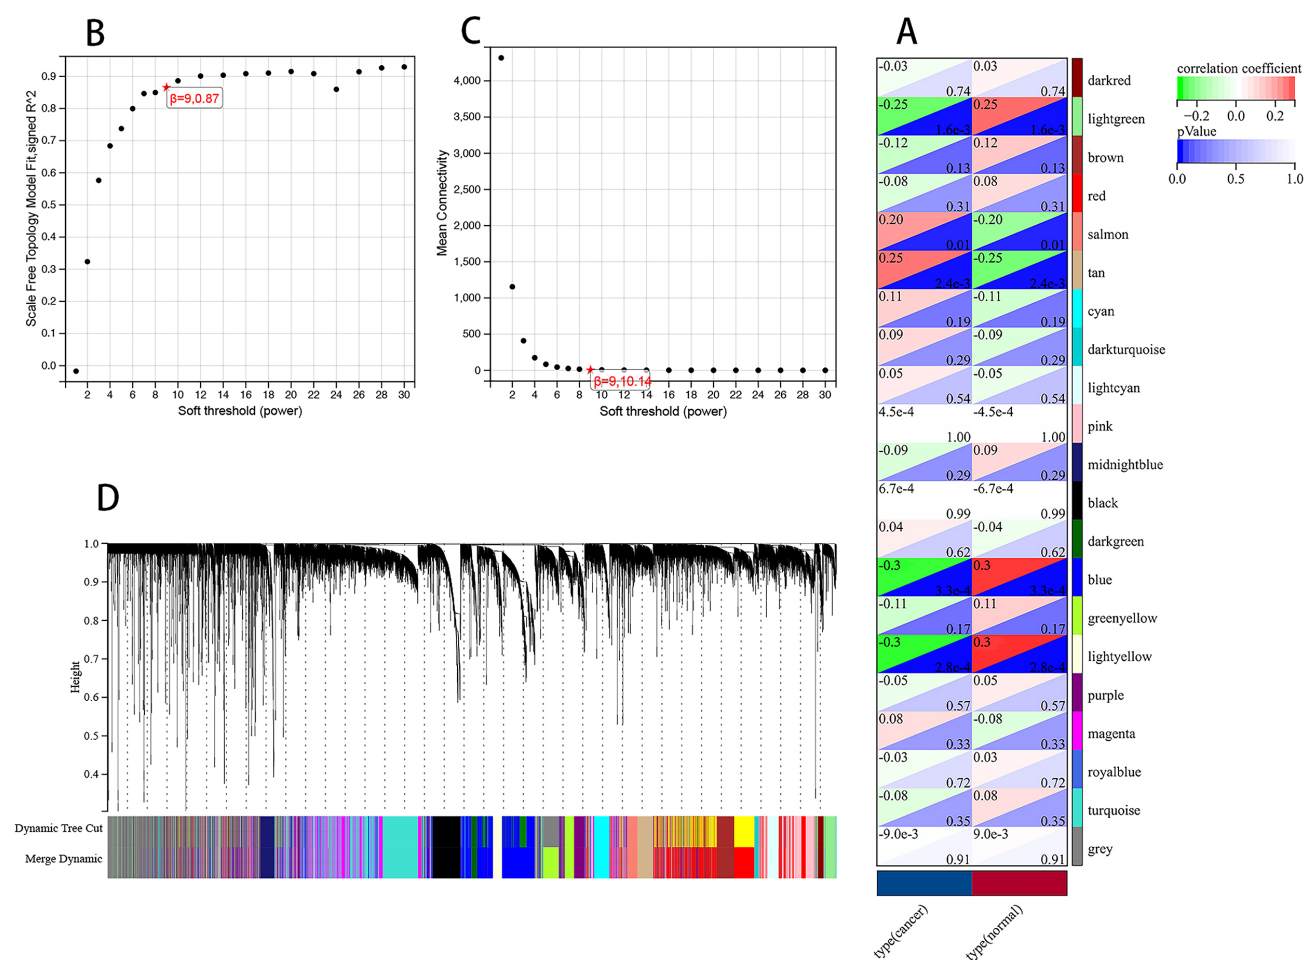 B
Scale Free Topology Model Fit,signed R^2
0.9
0.8
0.7
0.6
0.5
0.4
0.3
0.2
0.1
0.0
β=9,0.87
2 4 6 8 10 12 14 16 18 20 22 24 26 28 30
Soft threshold (power)
C
Mean Connectivity
4,000
3,500
3,000
2,500
2,000
1,500
1,000
500
0
β=9,10.14
2 4 6 8 10 12 14 16 18 20 22 24 26 28 30
Soft threshold (power)
A
-0.03 0.03
0.74 0.74 darkred
-0.25 0.25
1.6e-3 1.6e-3 lightgreen
-0.12 0.12
0.13 0.13 brown
-0.08 0.08
0.31 0.31 red
0.20 -0.20
0.01 0.01 salmon
0.25 -0.25
2.4e-3 2.4e-3 tan
0.11 -0.11
0.19 0.19 cyan
0.09 -0.09
0.29 0.29 darkturquoise
0.05 -0.05
0.54 0.54 lightcyan
4.5e-4 -4.5e-4
1.00 1.00 pink
-0.09 0.09
0.29 0.29 midnightblue
6.7e-4 -6.7e-4
0.99 0.99 black
0.04 -0.04
0.62 0.62 darkgreen
-0.3 0.3
3.3e-4 3.3e-4 blue
-0.11 0.11
0.17 0.17 greenyellow
-0.3 0.3
2.8e-4 2.8e-4 lightyellow
-0.05 0.05
0.57 0.57 purple
0.08 -0.08
0.33 0.33 magenta
-0.03 0.03
0.72 0.72 royalblue
-0.08 0.08
0.35 0.35 turquoise
-9.0e-3 9.0e-3
0.91 0.91 grey
type(cancer) type(normal)
correlation coefficient
−0.2 0.0 0.2
pValue
0.0 0.5 1.0
D
Height
1.0
0.9
0.8
0.7
0.6
0.5
0.4
Dynamic Tree Cut
Merge Dynamic